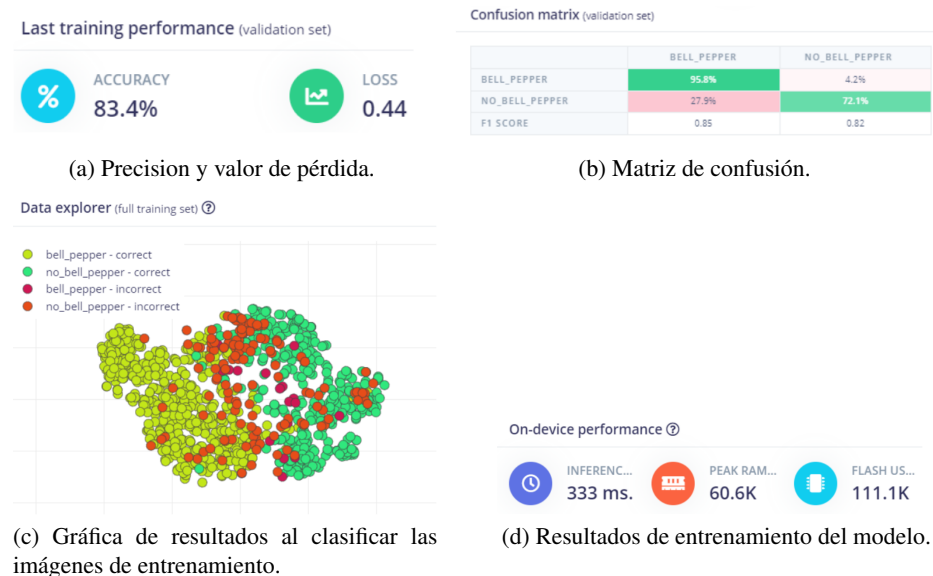 Last training performance (validation set)
% ACCURACY
83.4%
LOSS
0.44
(a) Precision y valor de pérdida.
Confusion matrix (validation set)
BELL_PEPPER NO_BELL_PEPPER
BELL_PEPPER 95.8% 4.2%
NO_BELL_PEPPER 27.9% 72.1%
F1 SCORE 0.85 0.82
(b) Matriz de confusión.
Data explorer (full training set) ?
bell_pepper - correct
no_bell_pepper - correct
bell_pepper - incorrect
no_bell_pepper - incorrect
(c) Gráfica de resultados al clasificar las
imágenes de entrenamiento.
On-device performance ?
INFERENC... PEAK RAM... FLASH US...
333 ms. 60.6K 111.1K
(d) Resultados de entrenamiento del modelo.